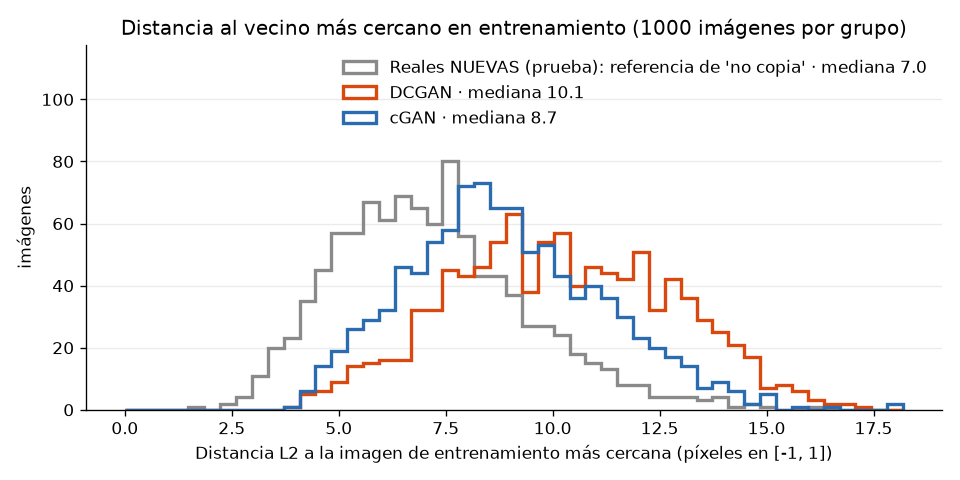 Distancia al vecino más cercano en entrenamiento (1000 imágenes por grupo)
Reales NUEVAS (prueba): referencia de 'no copia' · mediana 7.0
DCGAN · mediana 10.1
cGAN · mediana 8.7
100
80
60
40
20
0
imágenes
0.0 2.5 5.0 7.5 10.0 12.5 15.0 17.5
Distancia L2 a la imagen de entrenamiento más cercana (píxeles en [-1, 1])